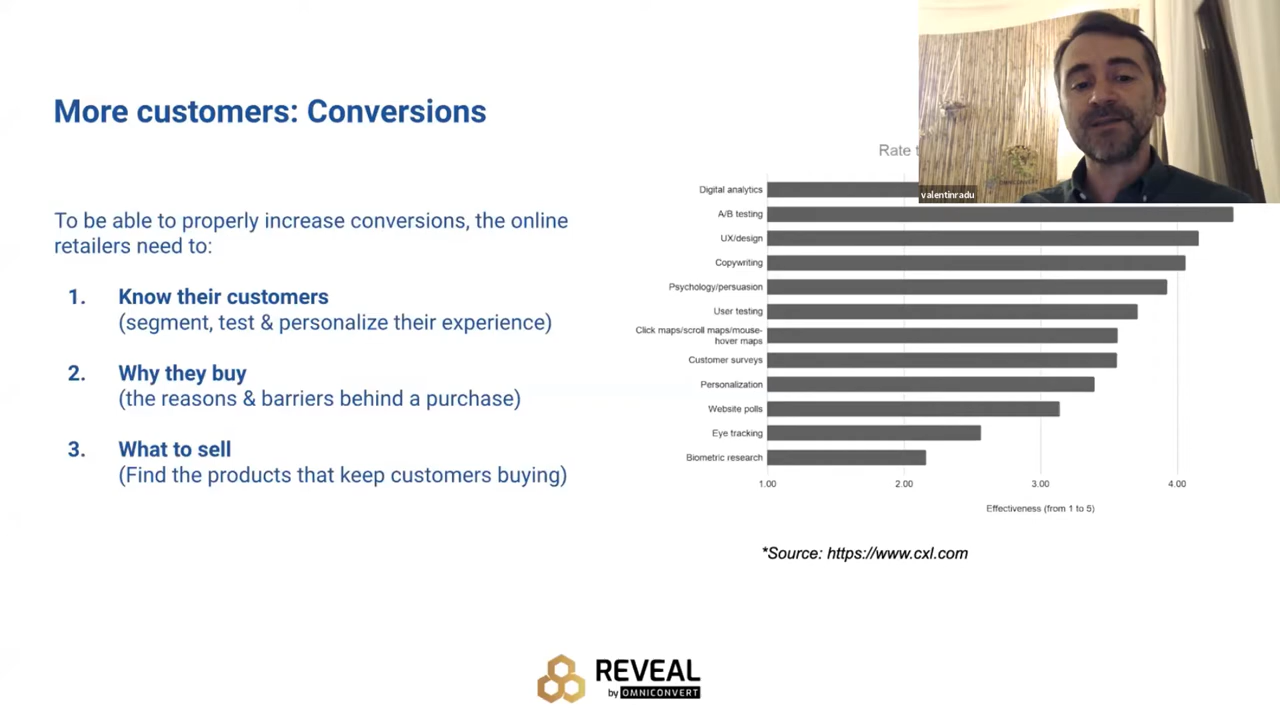 More customers: Conversions
To be able to properly increase conversions, the online
retailers need to:
1. Know their customers
(segment, test & personalize their experience)
2. Why they buy
(the reasons & barriers behind a purchase)
3. What to sell
(Find the products that keep customers buying)
Rate
valentinradu
OMNICONVERT
Digital analytics
A/B testing
UX/design
Copywriting
Psychology/persuasion
User testing
Click maps/scroll maps/mouse-
hover maps
Customer surveys
Personalization
Website polls
Eye tracking
Biometric research
1.00 2.00 3.00 4.00
Effectiveness (from 1 to 5)
*Source: https://www.cxl.com
REVEAL
by OMNICONVERT